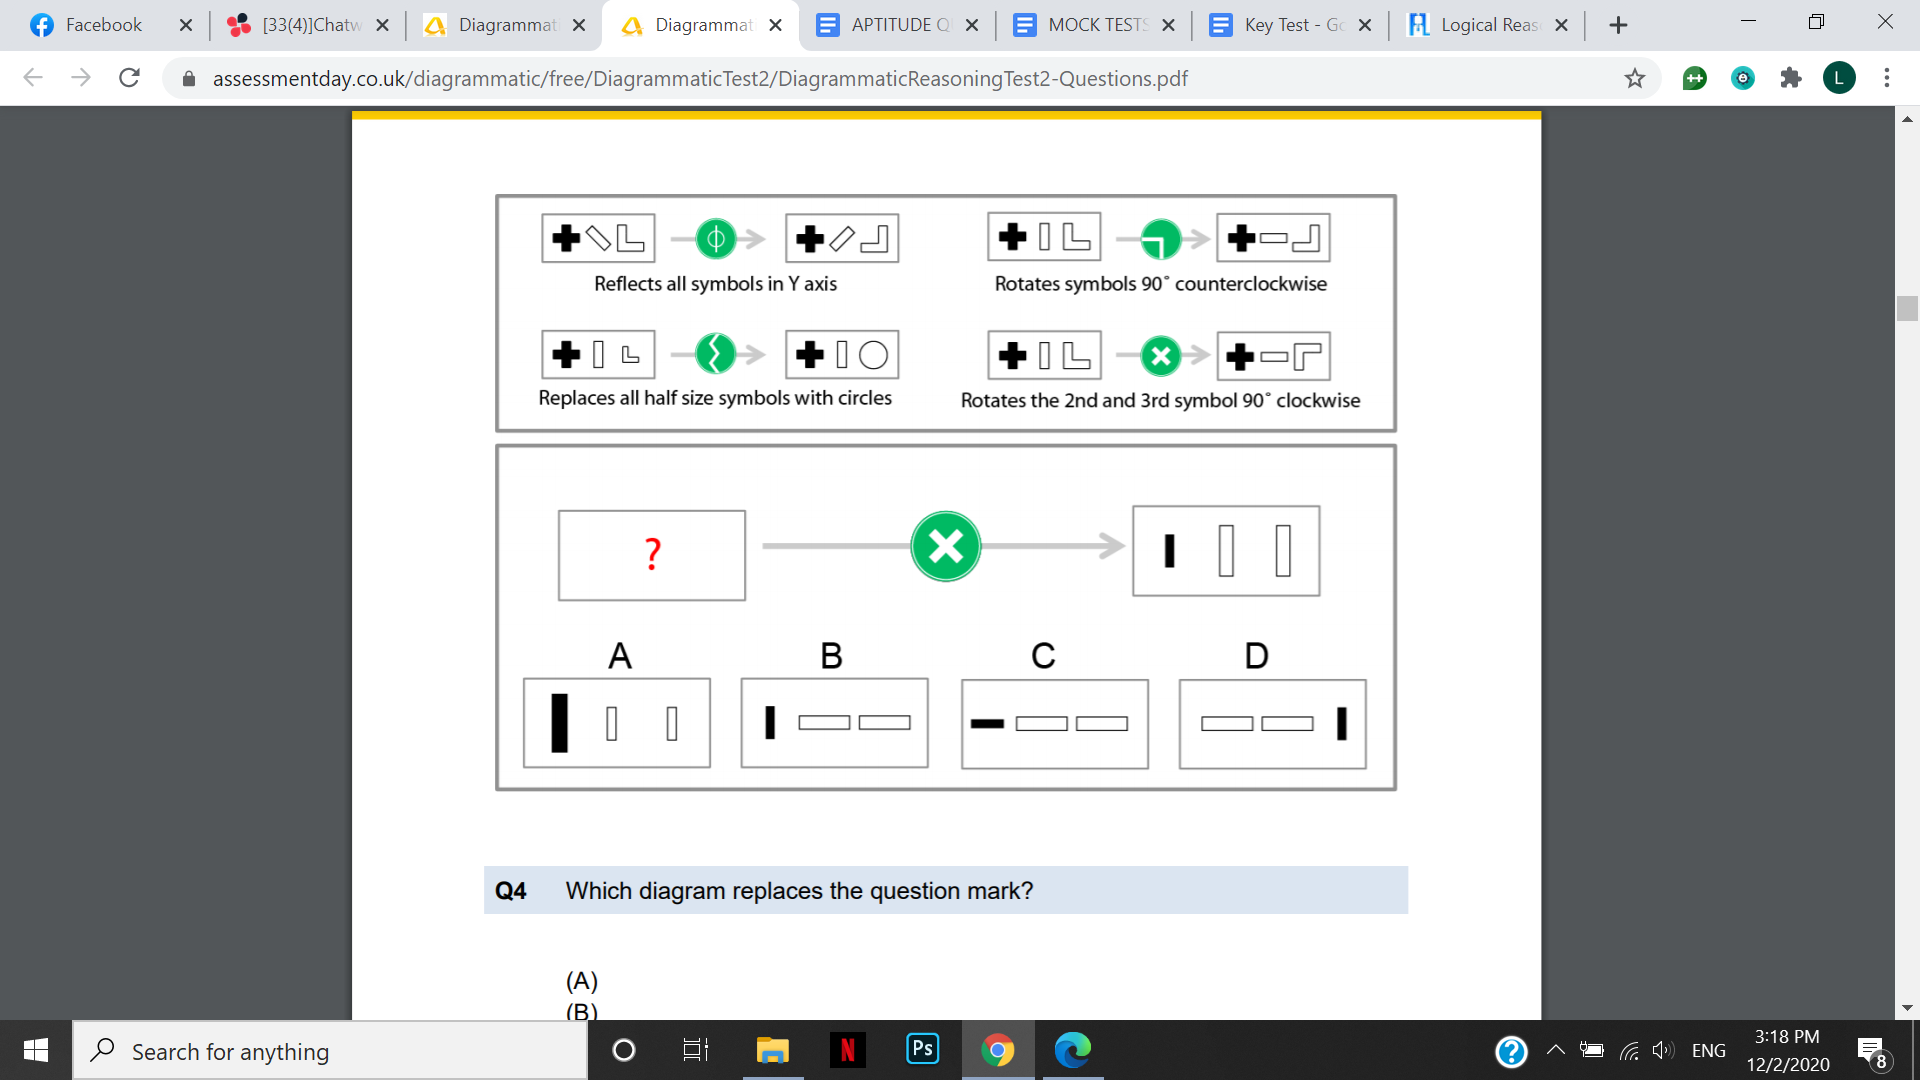 Facebook
[33(4)]Chatw
Diagrammat
Diagrammat
APTITUDE Q
MOCK TESTS
Key Test - Go
Logical Reas
assessmentday.co.uk/diagrammatic/free/DiagrammaticTest2/DiagrammaticReasoningTest2-Questions.pdf
L
Reflects all symbols in Y axis
Rotates symbols 90° counterclockwise
Replaces all half size symbols with circles
Rotates the 2nd and 3rd symbol 90° clockwise
?
A B C D
Q4 Which diagram replaces the question mark?
(A)
(B)
Search for anything
N
Ps
?
ENG
3:18 PM
12/2/2020
8